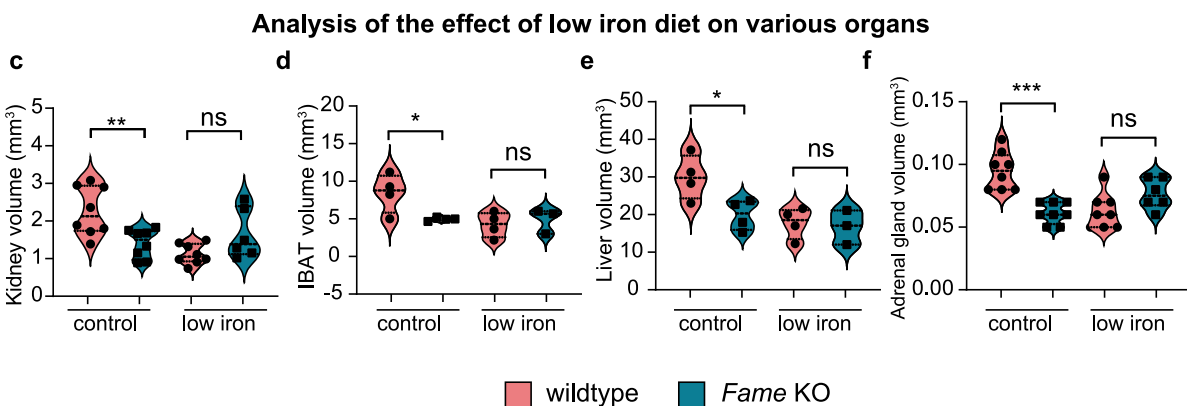 Analysis of the effect of low iron diet on various organs
c
Kidney volume (mm³)
5
4
3
2
1
0
**
ns
control
low iron
d
IBAT volume (mm³)
20
15
10
5
0
-5
*
ns
control
low iron
e
Liver volume (mm³)
50
40
30
20
10
0
*
ns
control
low iron
f
Adrenal gland volume (mm³)
0.15
0.10
0.05
0.00
***
ns
control
low iron
wildtype
Fame KO